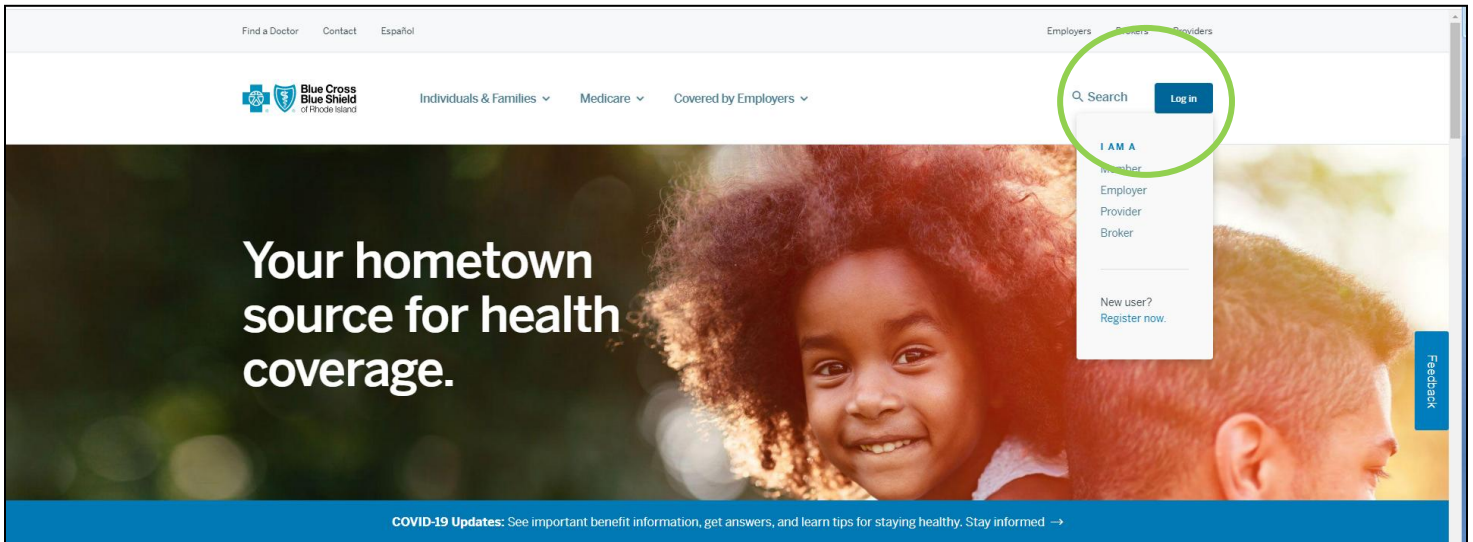 Find a Doctor Contact Español Employers Brokers Providers
Blue Cross
Blue Shield
of Rhode Island
Individuals & Families Medicare Covered by Employers Search Log in
I AM A
Member
Employer
Provider
Broker
New user?
Register now.
Your hometown
source for health
coverage.
Feedback
COVID-19 Updates: See important benefit information, get answers, and learn tips for staying healthy. Stay informed →